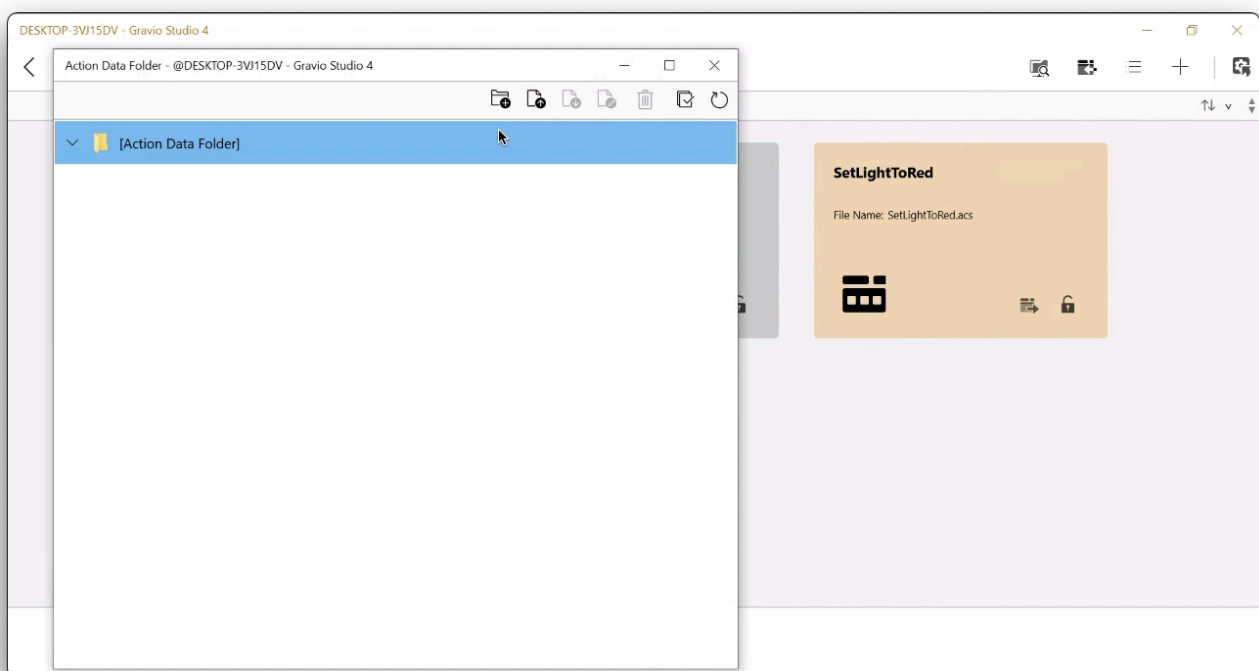 DESKTOP-3VJ15DV - Gravio Studio 4
Action Data Folder - @DESKTOP-3VJ15DV - Gravio Studio 4
[Action Data Folder]
SetLightToRed
File Name: SetLightToRed.acs